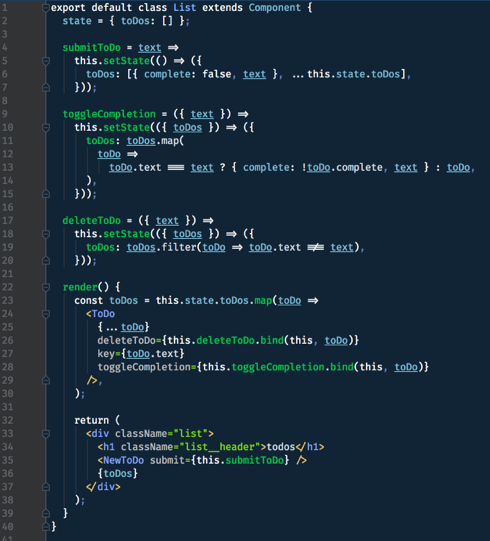 1 export default class List extends Component {
2 state = { toDos: [] };
3
4 submitToDo = text =>
5 this.setState(() => ({
6 toDos: [{ complete: false, text }, ...this.state.toDos],
7 }));
8
9 toggleCompletion = ({ text }) =>
10 this.setState(({ toDos }) => ({
11 toDos: toDos.map(
12 toDo =>
13 toDo.text === text ? { complete: !toDo.complete, text } : toDo,
14 ),
15 }));
16
17 deleteToDo = ({ text }) =>
18 this.setState(({ toDos }) => ({
19 toDos: toDos.filter(toDo => toDo.text !== text),
20 }));
21
22 render() {
23 const toDos = this.state.toDos.map(toDo =>
24 <ToDo
25 {...toDo}
26 deleteToDo={this.deleteToDo.bind(this, toDo)}
27 key={toDo.text}
28 toggleCompletion={this.toggleCompletion.bind(this, toDo)}
29 />,
30 );
31
32 return (
33 <div className="list">
34 <h1 className="list__header">todos</h1>
35 <NewToDo submit={this.submitToDo} />
36 {toDos}
37 </div>
38 );
39 }
40 }
41